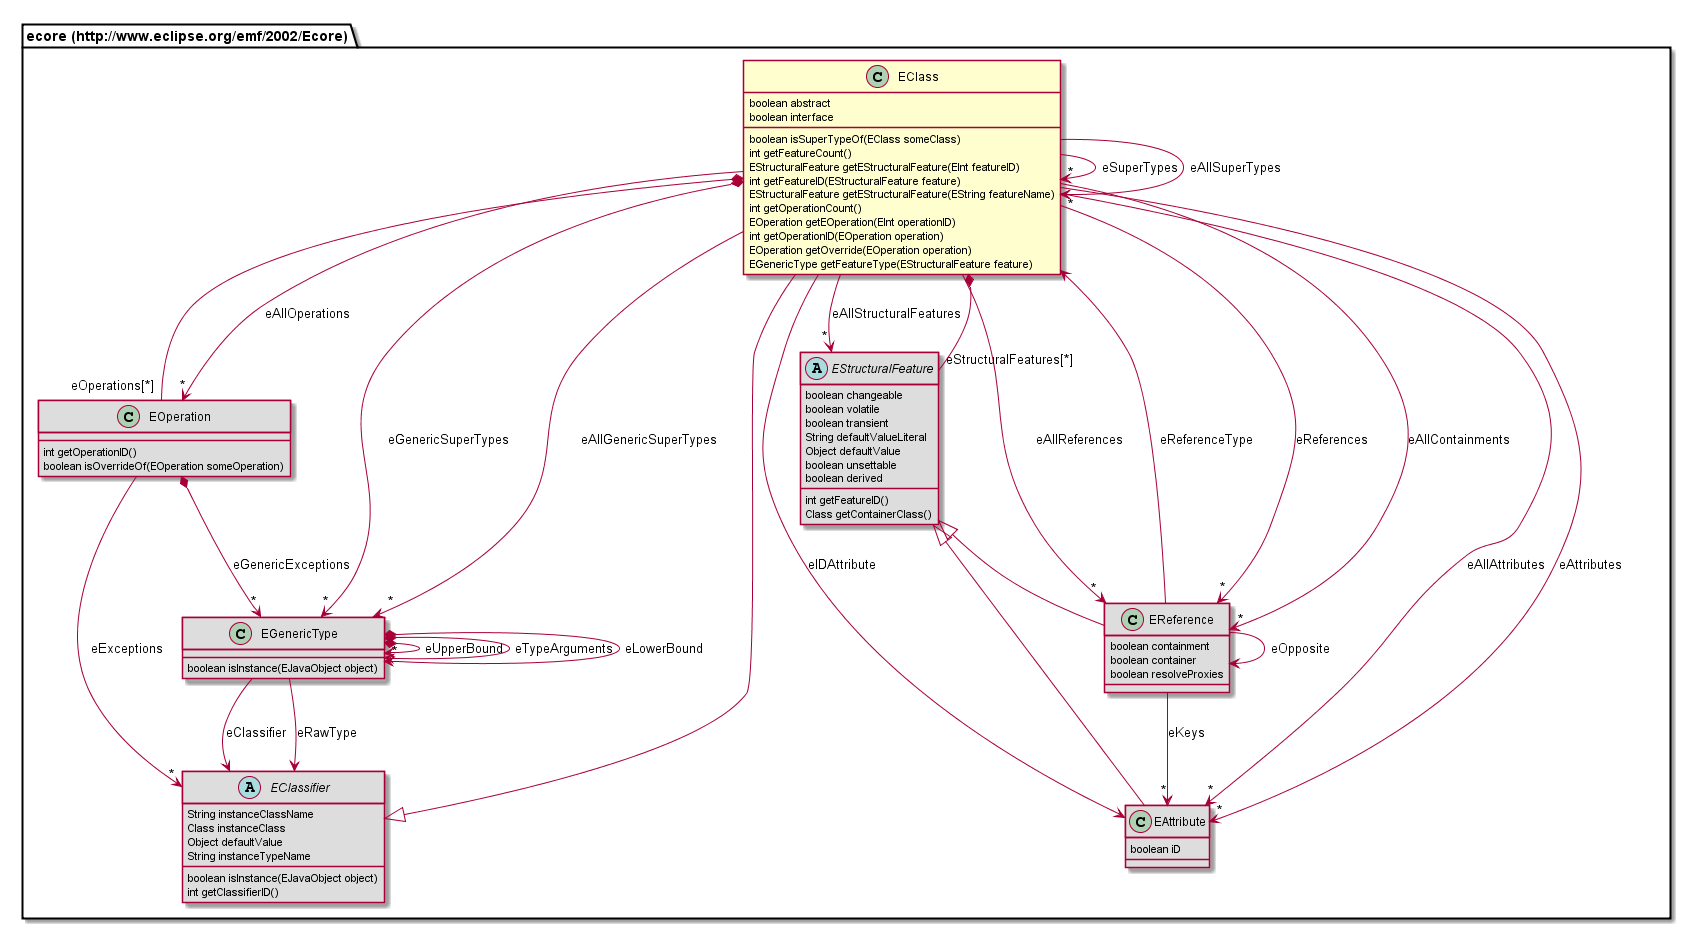 ecore (http://www.eclipse.org/emf/2002/Ecore)
C EClass
boolean abstract
boolean interface
boolean isSuperTypeOf(EClass someClass)
int getFeatureCount()
EStructuralFeature getEStructuralFeature(EInt featureID)
int getFeatureID(EStructuralFeature feature)
EStructuralFeature getEStructuralFeature(EString featureName)
int getOperationCount()
EOperation getEOperation(EInt operationID)
int getOperationID(EOperation operation)
EOperation getOverride(EOperation operation)
EGenericType getFeatureType(EStructuralFeature feature)
*
eSuperTypes
eAllSuperTypes
*
eAllOperations
eAllStructuralFeatures
*
eStructuralFeatures[*]
eOperations[*]
*
A EStructuralFeature
boolean changeable
boolean volatile
boolean transient
String defaultValueLiteral
Object defaultValue
boolean unsettable
boolean derived
int getFeatureID()
Class getContainerClass()
C EOperation
int getOperationID()
boolean isOverrideOf(EOperation someOperation)
eGenericSuperTypes
eAllGenericSuperTypes
eAllReferences
eReferenceType
eReferences
eAllContainments
eGenericExceptions
eIDAttribute
eAllAttributes
eAttributes
*
*
*
*
*
*
C EGenericType
boolean isInstance(EJavaObject object)
*
eUpperBound
eTypeArguments
eLowerBound
C EReference
boolean containment
boolean container
boolean resolveProxies
eOpposite
eExceptions
eClassifier
eRawType
eKeys
*
*
*
*
A EClassifier
String instanceClassName
Class instanceClass
Object defaultValue
String instanceTypeName
boolean isInstance(EJavaObject object)
int getClassifierID()
C EAttribute
boolean iD